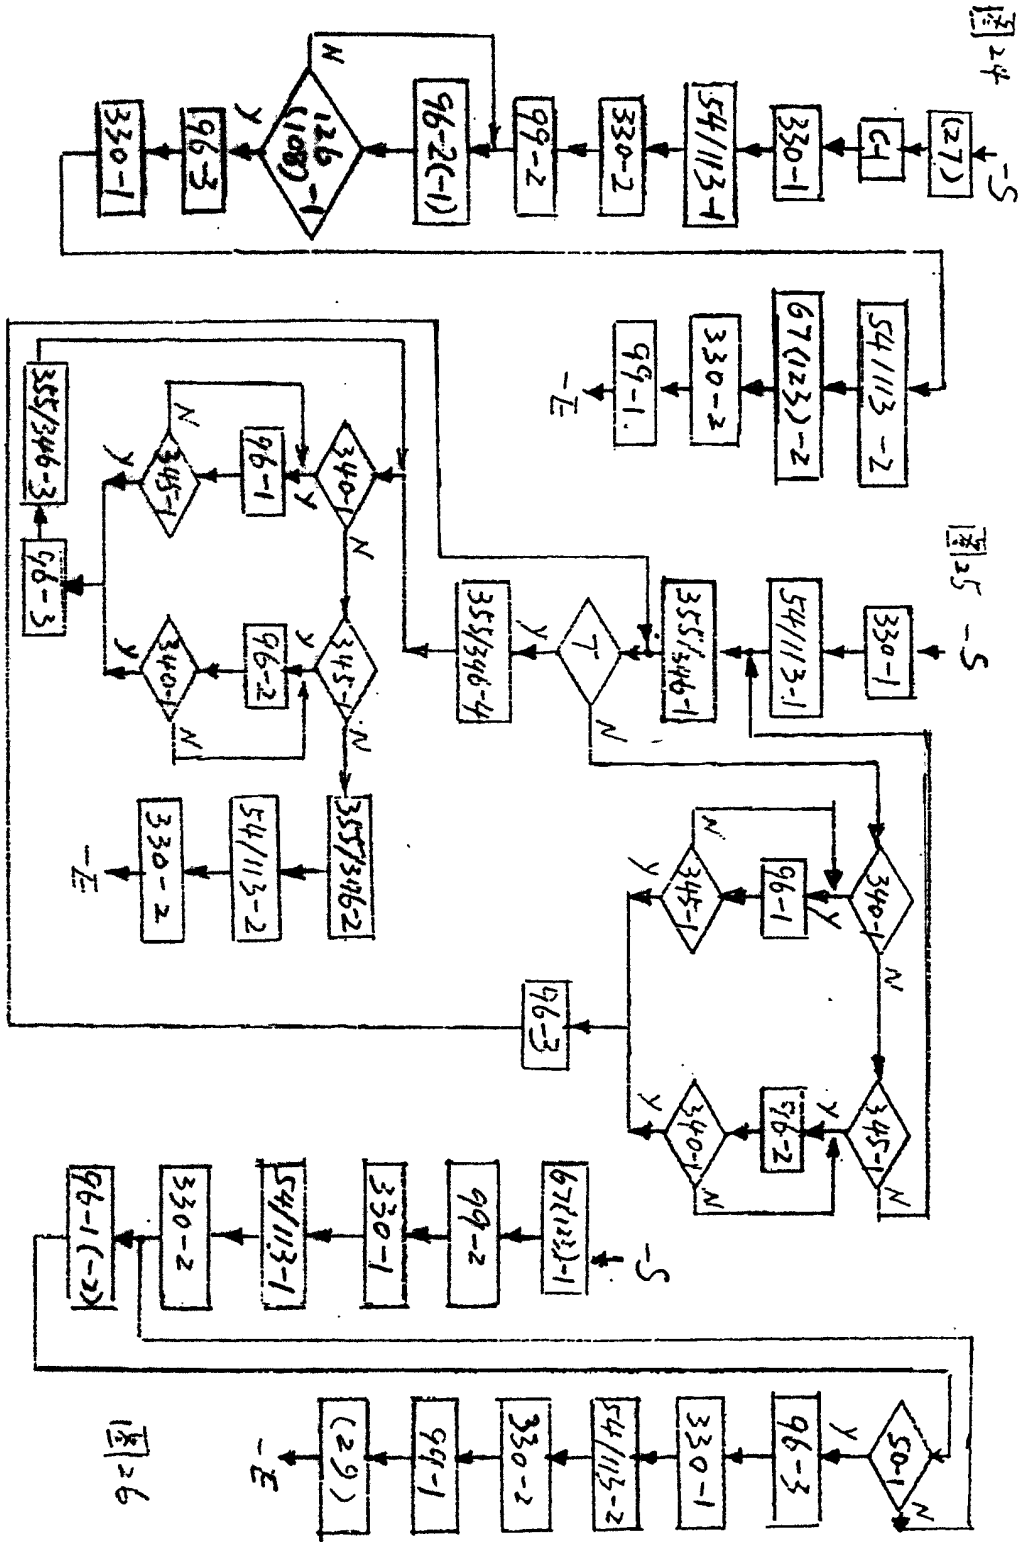 图24
-S
(27)
C-1
330-1
54/113-1
330-2
99-2
96-2(-1)
126
(108)-1
N
Y
96-3
330-1
54/113-2
67(123)-2
330-2
99-1.
-E
图25
-S
330-1
54/113-1
355/346-1
T
Y
N
355/346-4
340-1
Y
N
96-1
345-1
N
Y
345-1
Y
N
96-2
340-1
N
Y
96-3
355/346-3
355/346-2
54/113-2
330-2
-E
340-1
Y
N
96-1
345-1
N
Y
345-1
Y
N
96-2
340-1
N
Y
96-3
图26
-S
67(123)-1
99-2
330-1
54/113-1
330-2
96-1(-2)
50-1
Y
N
96-3
330-1
54/113-2
330-2
99-1
(29)
-E